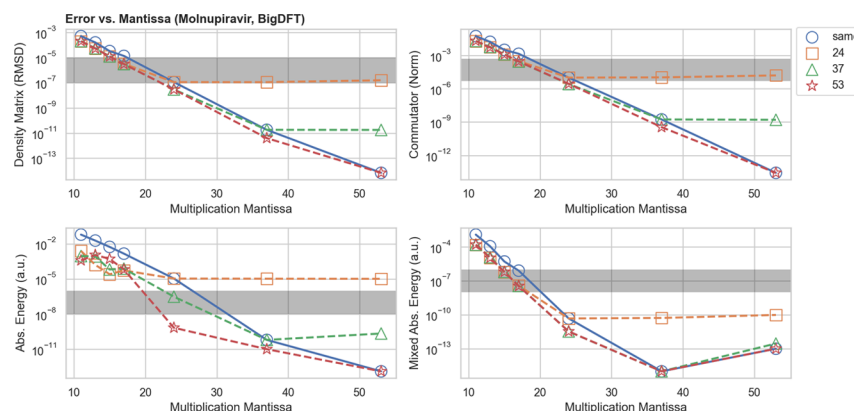 Error vs. Mantissa (Molnupiravir, BigDFT)
Density Matrix (RMSD)
10⁻³
10⁻⁵
10⁻⁷
10⁻⁹
10⁻¹¹
10⁻¹³
10 20 30 40 50
Multiplication Mantissa
Commutator (Norm)
10⁻³
10⁻⁶
10⁻⁹
10⁻¹²
10 20 30 40 50
Multiplication Mantissa
same
24
37
53
Abs. Energy (a.u.)
10⁻²
10⁻⁵
10⁻⁸
10⁻¹¹
10 20 30 40 50
Multiplication Mantissa
Mixed Abs. Energy (a.u.)
10⁻⁴
10⁻⁷
10⁻¹⁰
10⁻¹³
10 20 30 40 50
Multiplication Mantissa